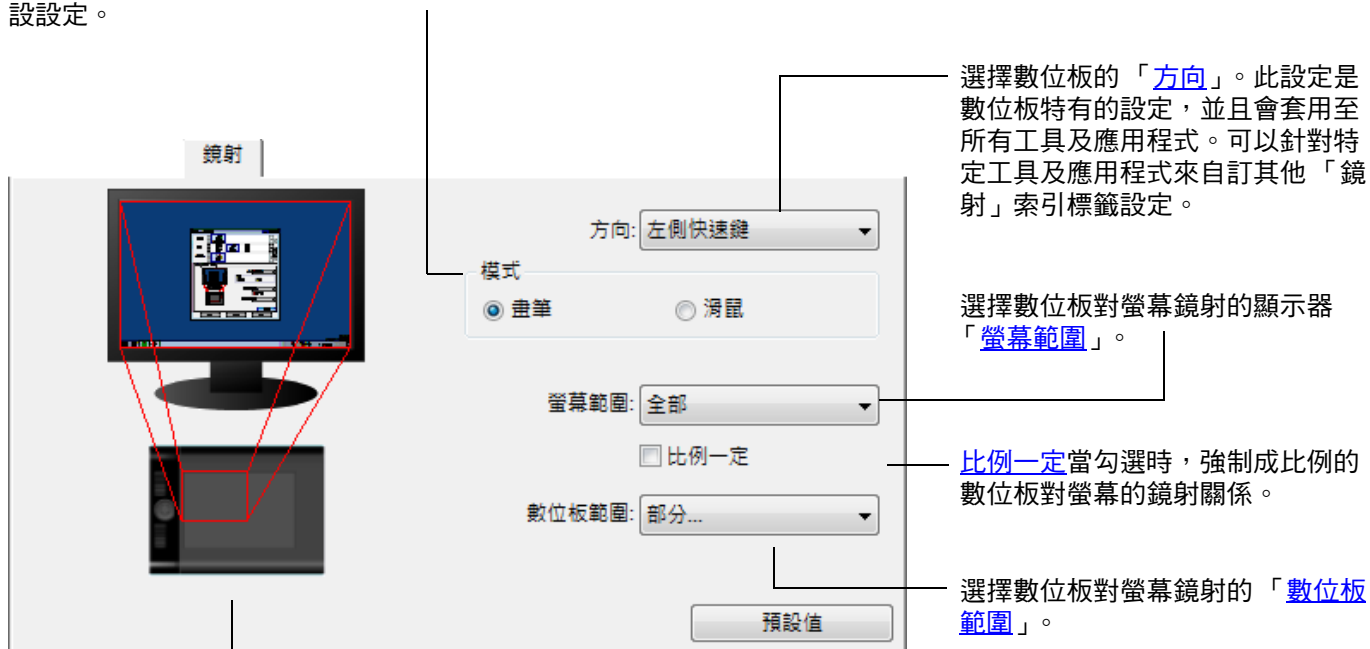 設設定。
選擇數位板的「方向」。此設定是
數位板特有的設定，並且會套用至
所有工具及應用程式。可以針對特
定工具及應用程式來自訂其他「鏡
射」索引標籤設定。
鏡射
方向: 左側快速鍵
模式
畫筆 滑鼠
選擇數位板對螢幕鏡射的顯示器
「螢幕範圍」。
螢幕範圍: 全部
比例一定
比例一定當勾選時，強制成比例的
數位板對螢幕的鏡射關係。
數位板範圍: 部分...
選擇數位板對螢幕鏡射的「數位板
範圍」。
預設值